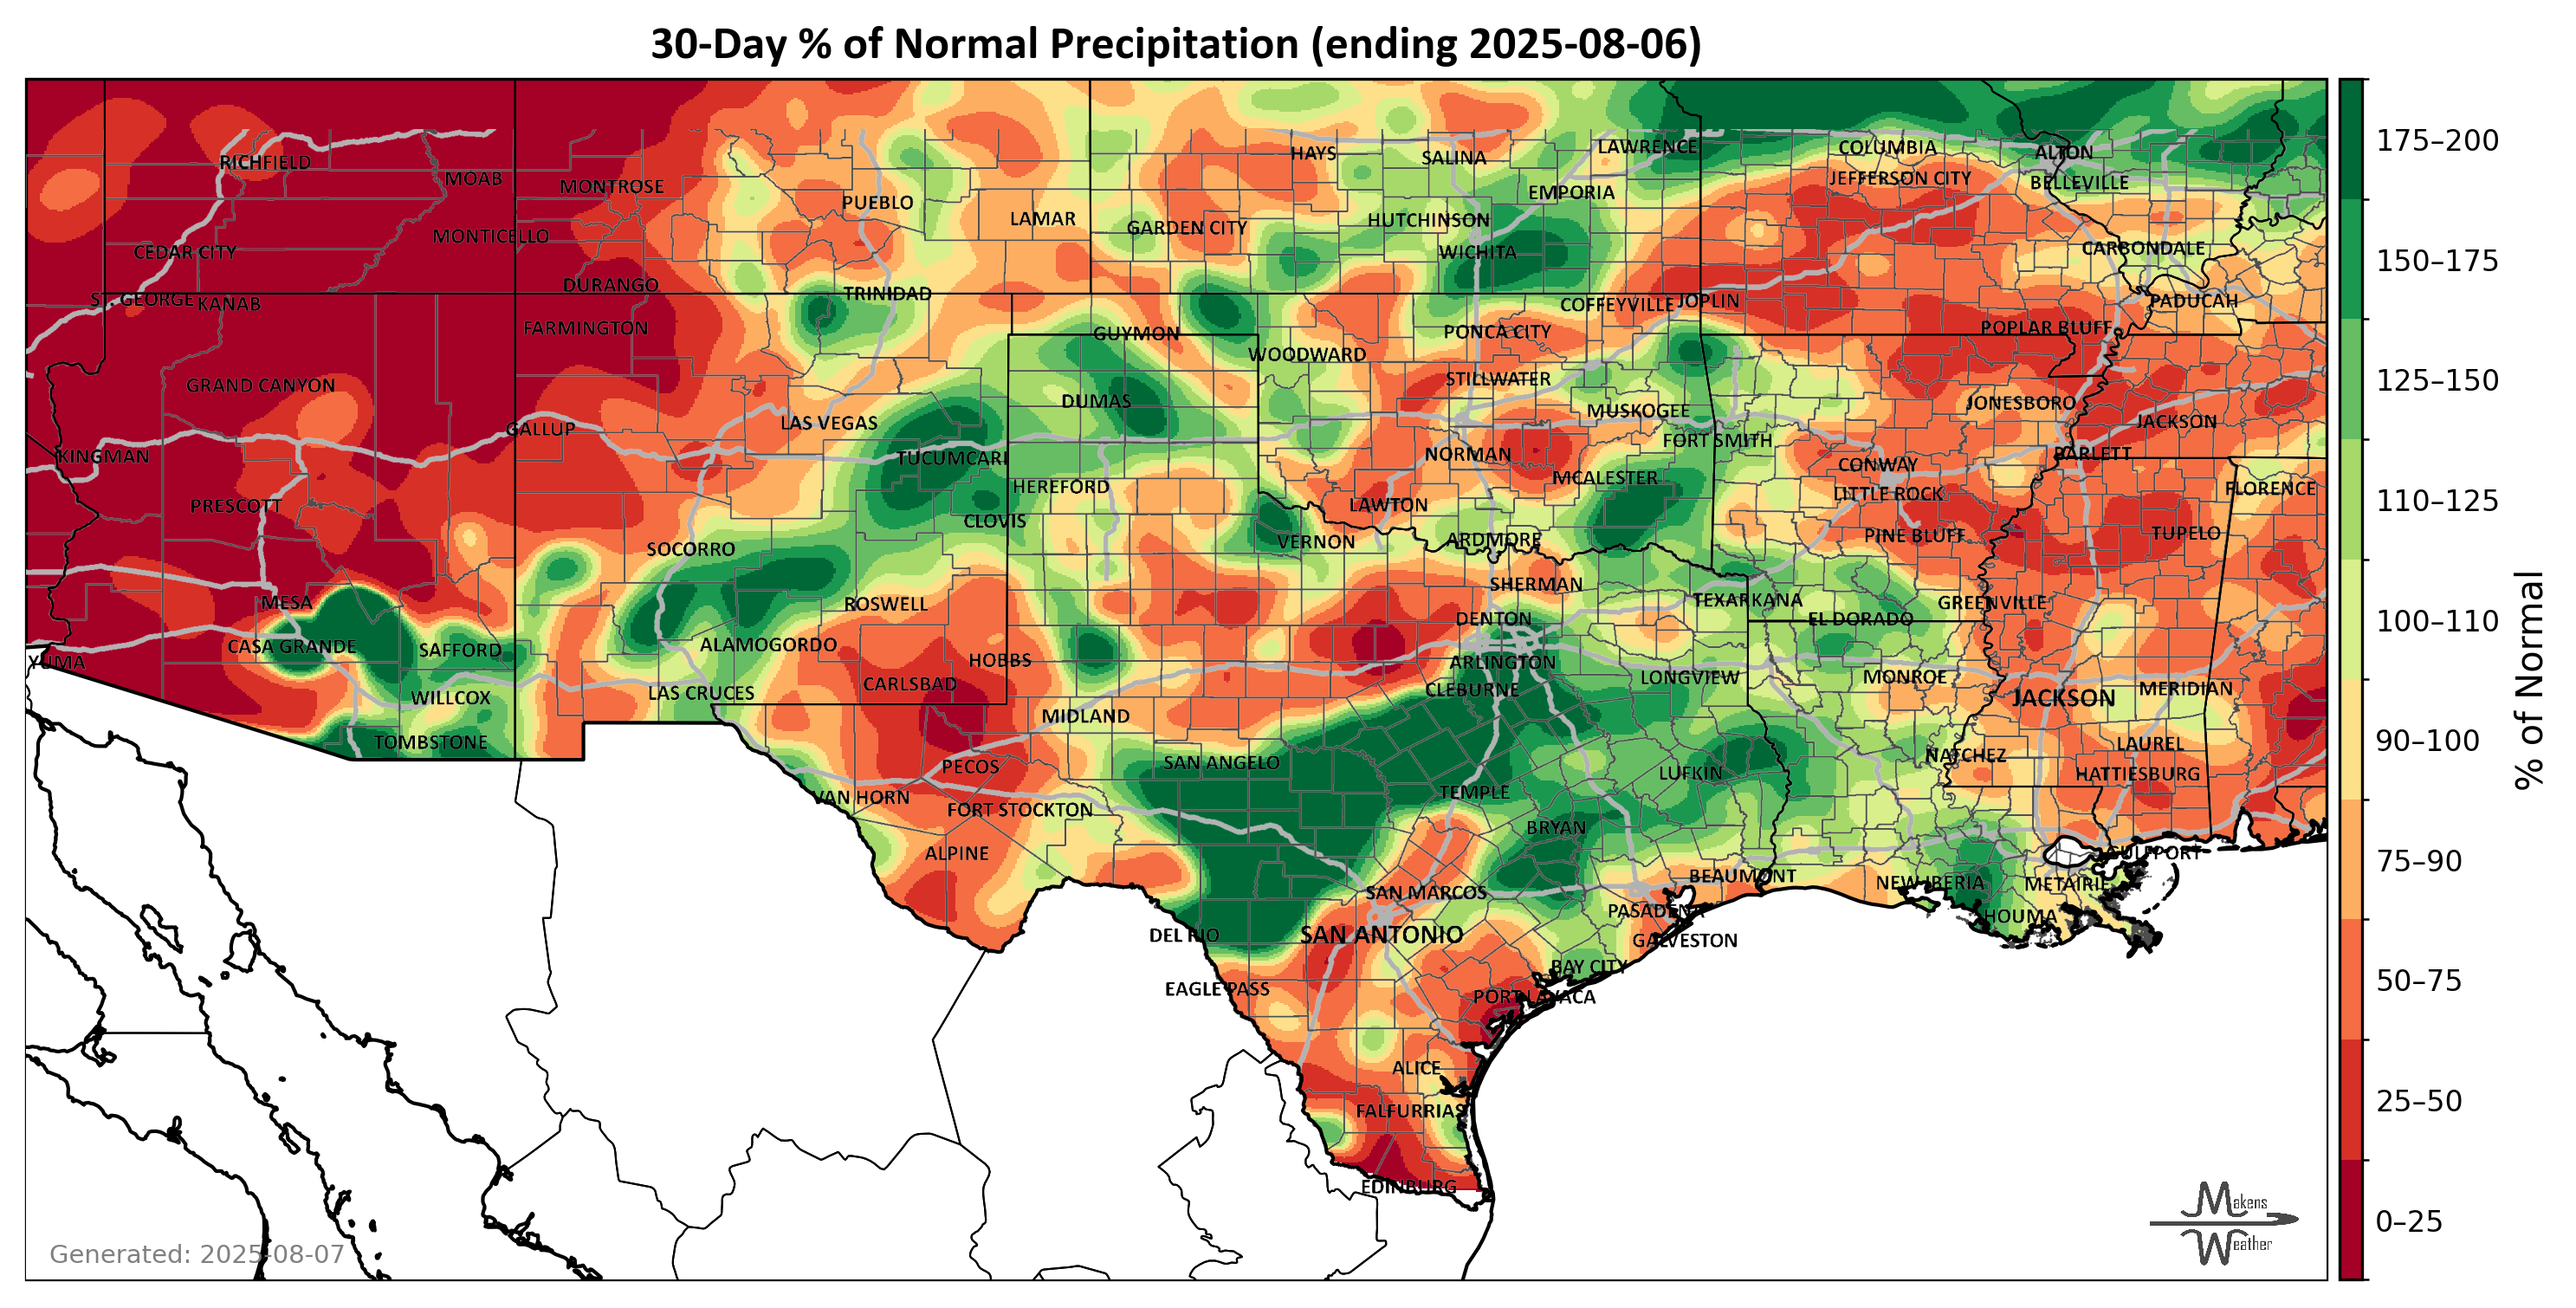 30-Day % of Normal Precipitation (ending 2025-08-06)
RICHFIELD
MOAB
MONTROSE
PUEBLO
LAMAR
HAYS
SALINA
LAWRENCE
COLUMBIA
ALTON
JEFFERSON CITY
BELLEVILLE
EMPORIA
HUTCHINSON
GARDEN CITY
CEDAR CITY
MONTICELLO
WICHITA
CARBONDALE
DURANGO
TRINIDAD
ST. GEORGE
KANAB
COFFEYVILLE
JOPLIN
PADUCAH
FARMINGTON
GUYMON
PONCA CITY
POPLAR BLUFF
WOODWARD
GRAND CANYON
STILLWATER
DUMAS
MUSKOGEE
JONESBORO
JACKSON
GALLUP
LAS VEGAS
FORT SMITH
KINGMAN
TUCUMCARI
NORMAN
CONWAY
BARLETT
PRESCOTT
HEREFORD
MCALESTER
LITTLE ROCK
FLORENCE
LAWTON
CLOVIS
PINE BLUFF
TUPELO
SOCORRO
VERNON
ARDMORE
MESA
ROSWELL
SHERMAN
TEXARKANA
GREENVILLE
DENTON
EL DORADO
CASA GRANDE
SAFFORD
ALAMOGORDO
YUMA
HOBBS
ARLINGTON
LONGVIEW
MONROE
WILLCOX
LAS CRUCES
CARLSBAD
CLEBURNE
JACKSON
MERIDIAN
MIDLAND
TOMBSTONE
SAN ANGELO
NATCHEZ
LAUREL
PECOS
LUFKIN
HATTIESBURG
VAN HORN
FORT STOCKTON
TEMPLE
BRYAN
ALPINE
GULFPORT
SAN MARCOS
BEAUMONT
NEW IBERIA
METAIRIE
PASADENA
HOUMA
DEL RIO
SAN ANTONIO
GALVESTON
BAY CITY
EAGLE PASS
PORT LAVACA
ALICE
FALFURRIAS
EDINBURG
Generated: 2025-08-07
Makens
Weather
175–200
150–175
125–150
110–125
100–110
90–100
75–90
50–75
25–50
0–25
% of Normal